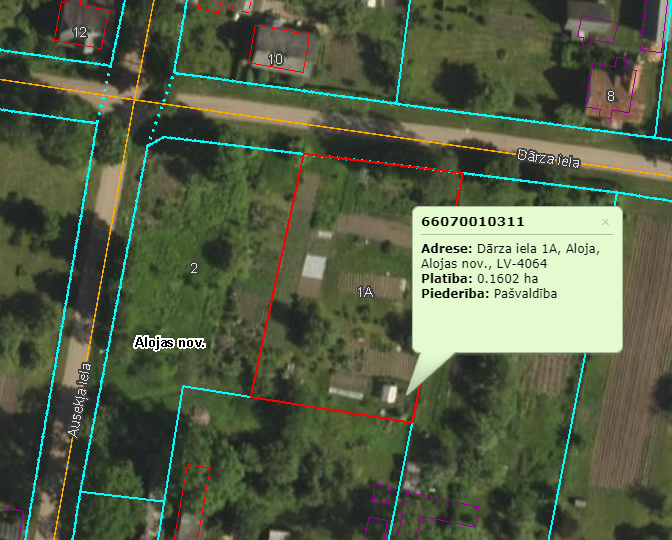 12
10
8
Dārza iela
66070010311
×
Adrese: Dārza iela 1A, Aloja,
Alojas nov., LV-4064
Platība: 0.1602 ha
Piederība: Pašvaldība
2
1A
Alojas nov.
Ausekļa iela